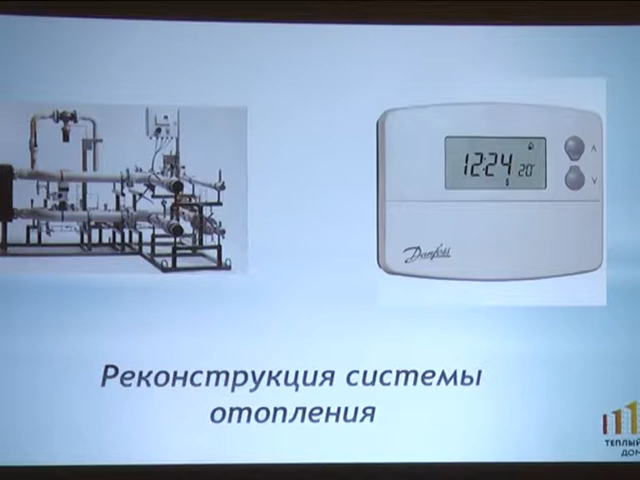 12:24 20°
Danfoss
Реконструкция системы
отопления
ТЕПЛЫЙ
ДОМ